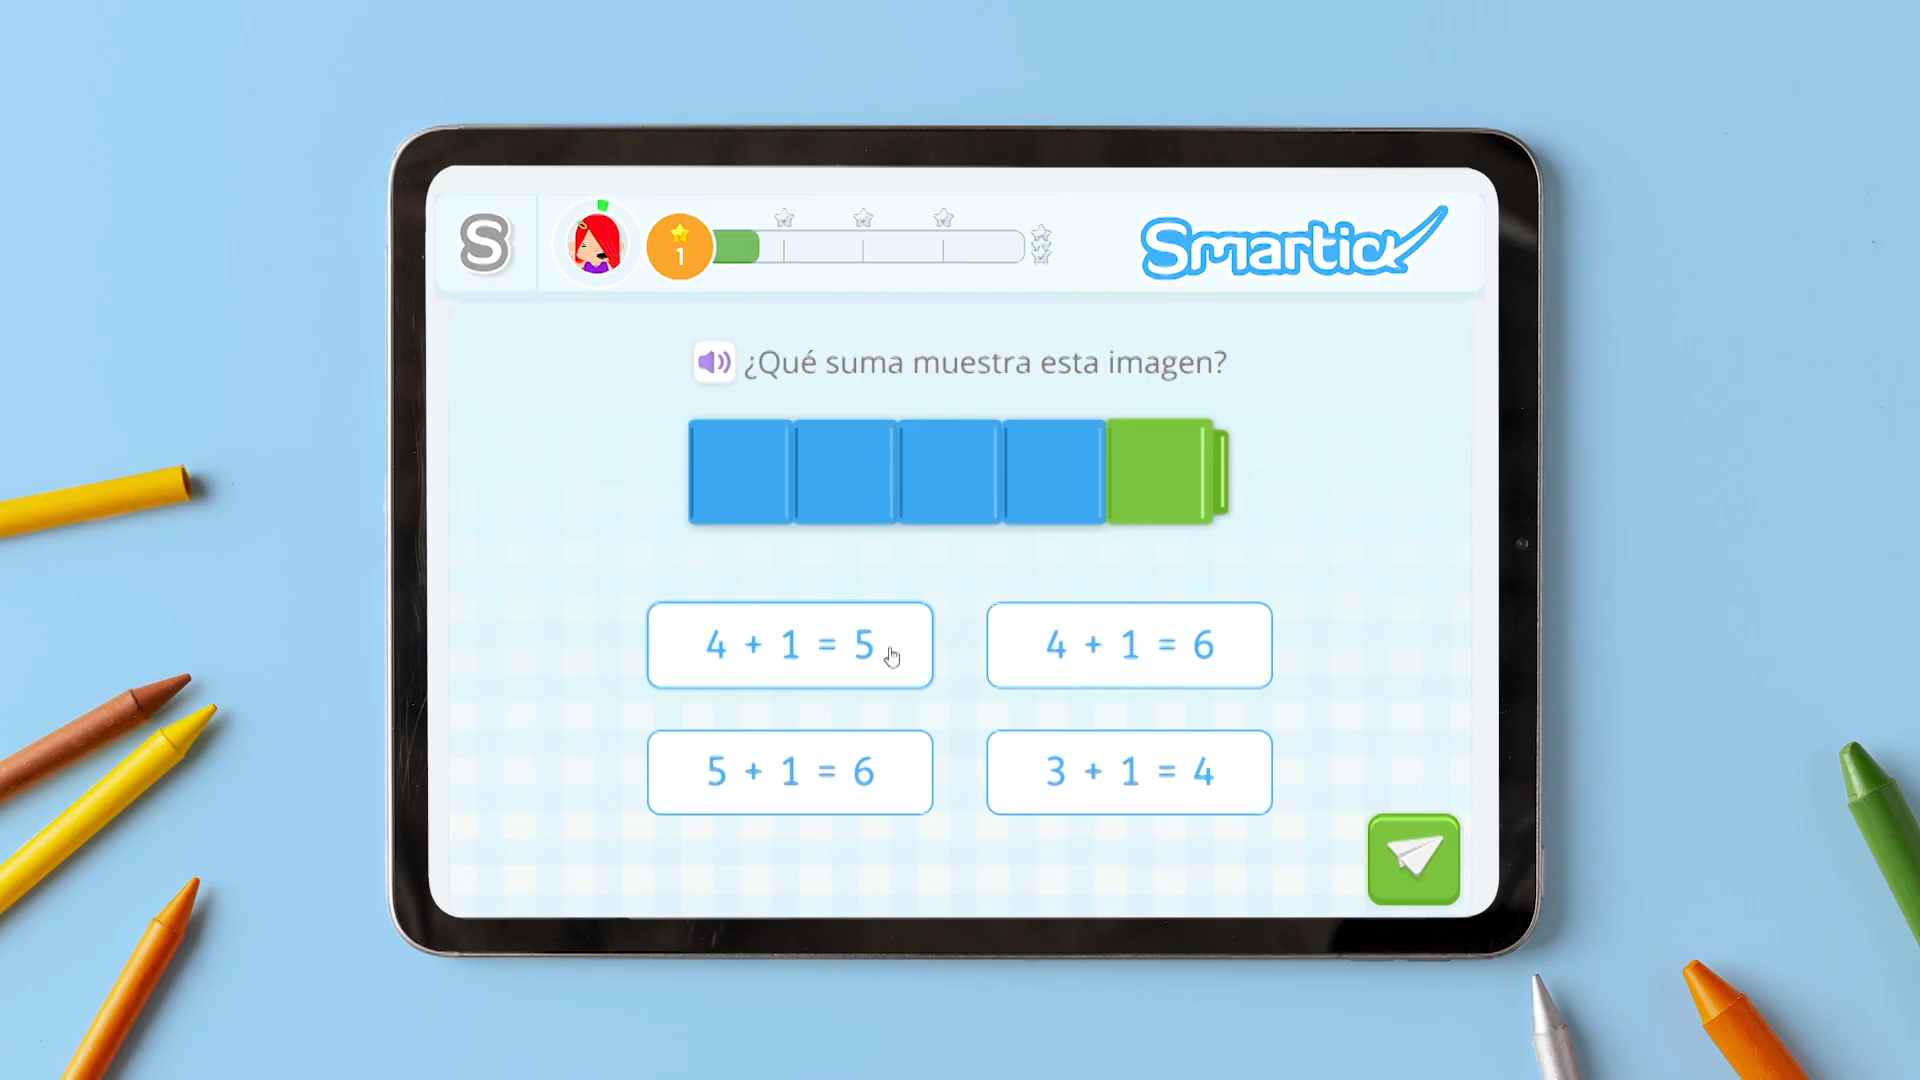 S
1
Smartick
¿Qué suma muestra esta imagen?
4 + 1 = 5
4 + 1 = 6
5 + 1 = 6
3 + 1 = 4